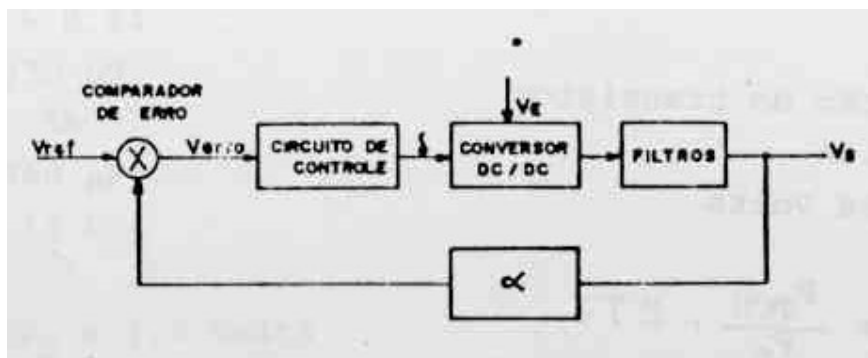 COMPARADOR
DE ERRO
Vref
Verro
CIRCUITO DE
CONTROLE
δ
VE
CONVERSOR
DC / DC
FILTROS
VS
α